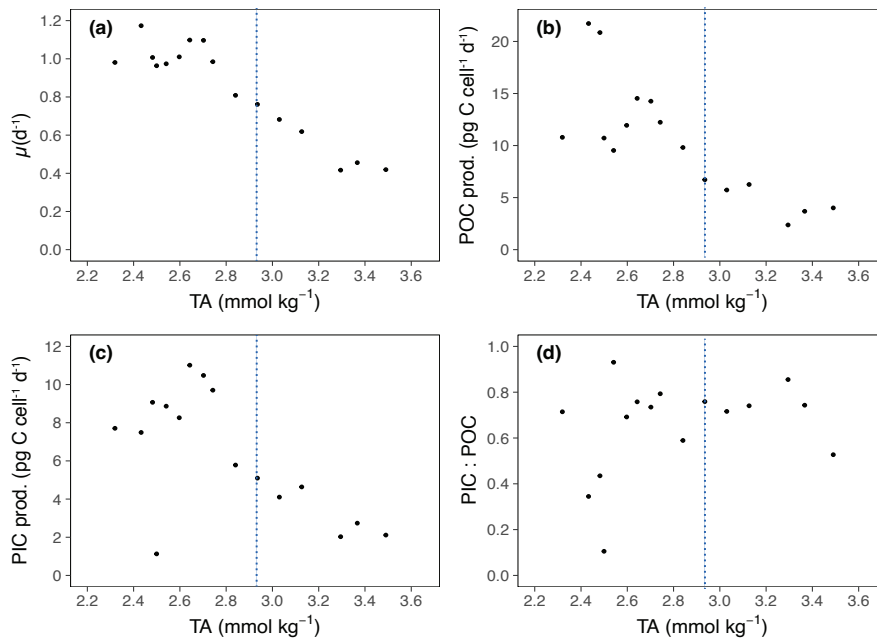 (a)
1.2
1.0
0.8
0.6
0.4
0.2
0.0
μ(d⁻¹)
2.2 2.4 2.6 2.8 3.0 3.2 3.4 3.6
TA (mmol kg⁻¹)
(b)
20
15
10
5
0
POC prod. (pg C cell⁻¹ d⁻¹)
2.2 2.4 2.6 2.8 3.0 3.2 3.4 3.6
TA (mmol kg⁻¹)
(c)
12
10
8
6
4
2
0
PIC prod. (pg C cell⁻¹ d⁻¹)
2.2 2.4 2.6 2.8 3.0 3.2 3.4 3.6
TA (mmol kg⁻¹)
(d)
1.0
0.8
0.6
0.4
0.2
0.0
PIC : POC
2.2 2.4 2.6 2.8 3.0 3.2 3.4 3.6
TA (mmol kg⁻¹)